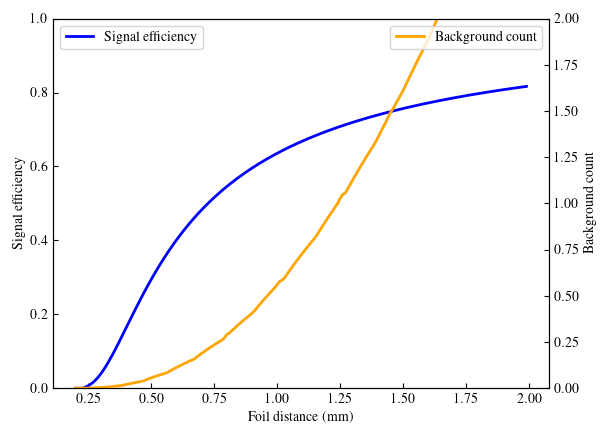 Signal efficiency
Background count
1.0
0.8
0.6
0.4
0.2
0.0
Signal efficiency
2.00
1.75
1.50
1.25
1.00
0.75
0.50
0.25
0.00
Background count
0.25 0.50 0.75 1.00 1.25 1.50 1.75 2.00
Foil distance (mm)